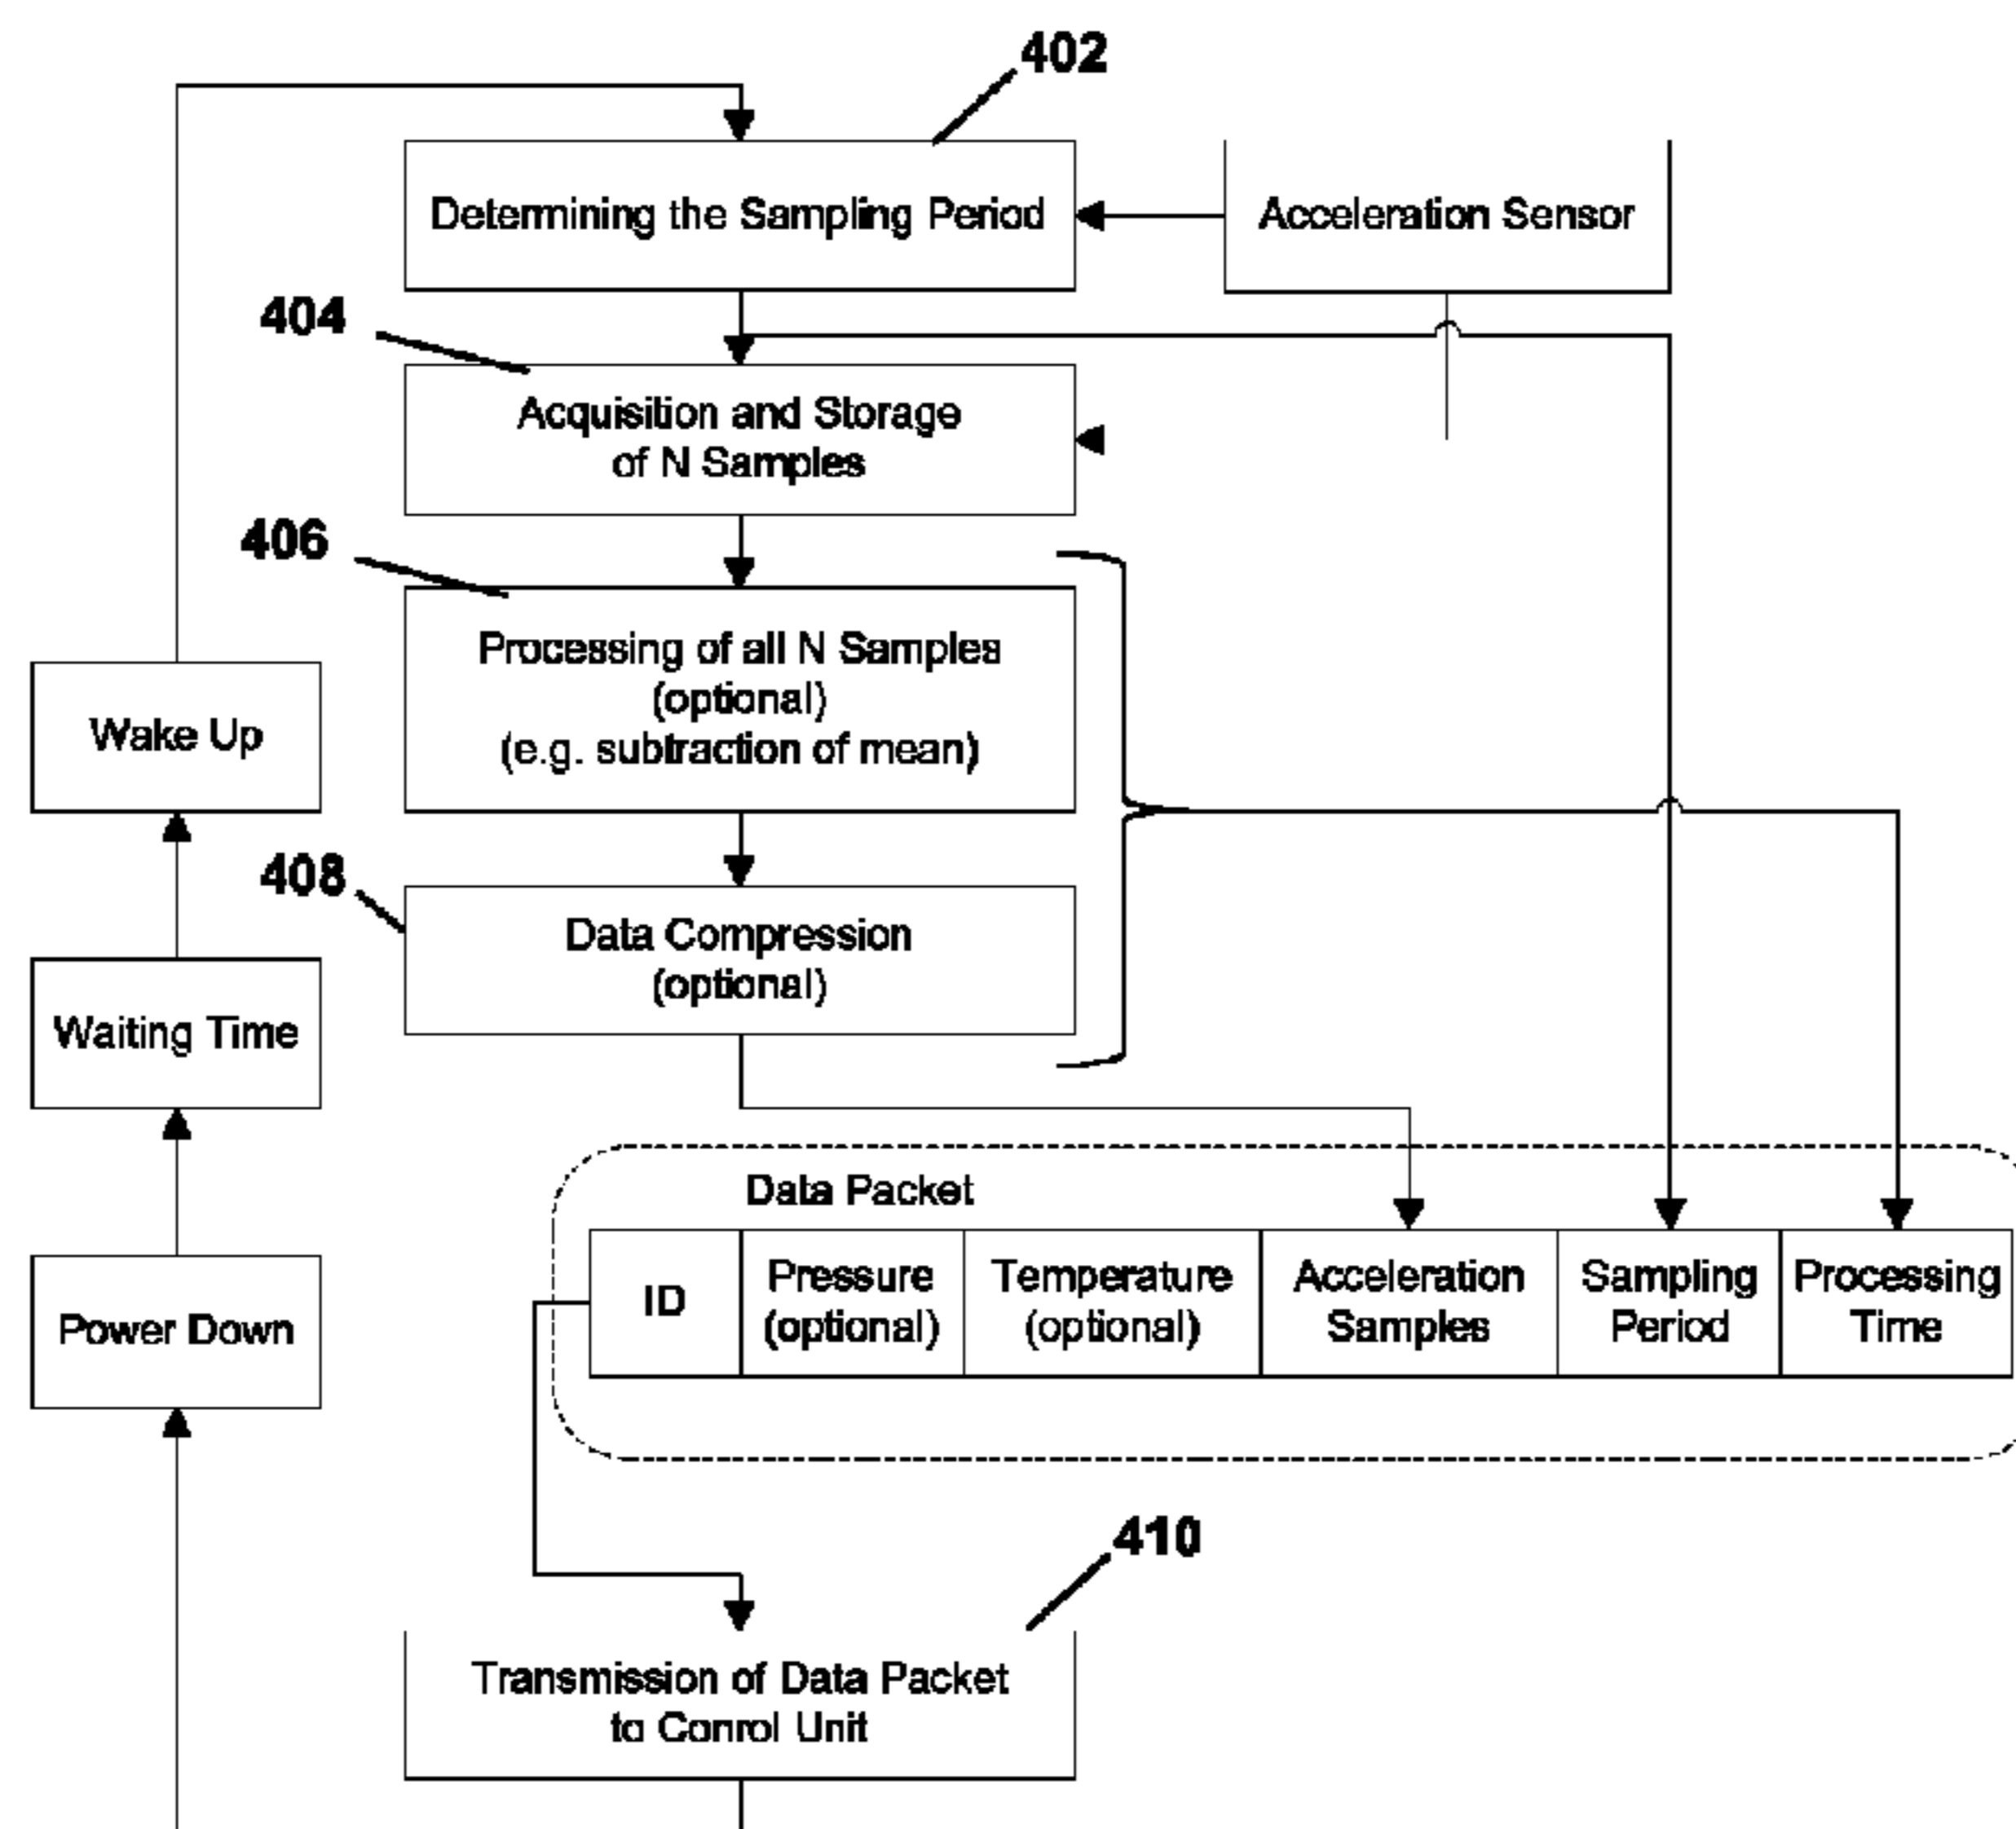 402
Determining the Sampling Period
Acceleration Sensor
404
Acquisition and Storage
of N Samples
406
Processing of all N Samples
(optional)
(e.g. subtraction of mean)
Wake Up
408
Data Compression
(optional)
Waiting Time
Data Packet
ID
Pressure
(optional)
Temperature
(optional)
Acceleration
Samples
Sampling
Period
Processing
Time
Power Down
410
Transmission of Data Packet
to Conrol Unit